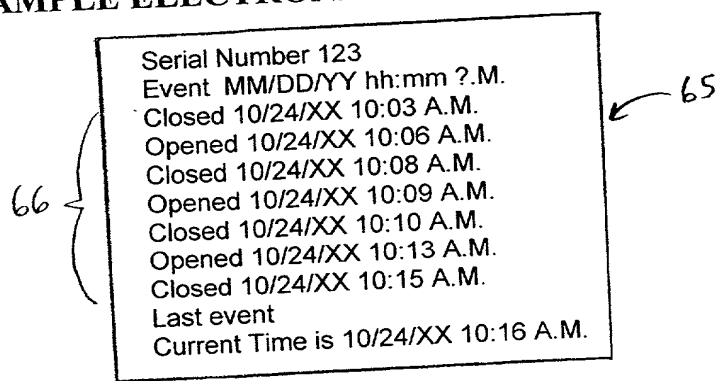 Serial Number 123
Event MM/DD/YY hh:mm ?.M.
Closed 10/24/XX 10:03 A.M.
65
Opened 10/24/XX 10:06 A.M.
Closed 10/24/XX 10:08 A.M.
66
Opened 10/24/XX 10:09 A.M.
Closed 10/24/XX 10:10 A.M.
Opened 10/24/XX 10:13 A.M.
Closed 10/24/XX 10:15 A.M.
Last event
Current Time is 10/24/XX 10:16 A.M.